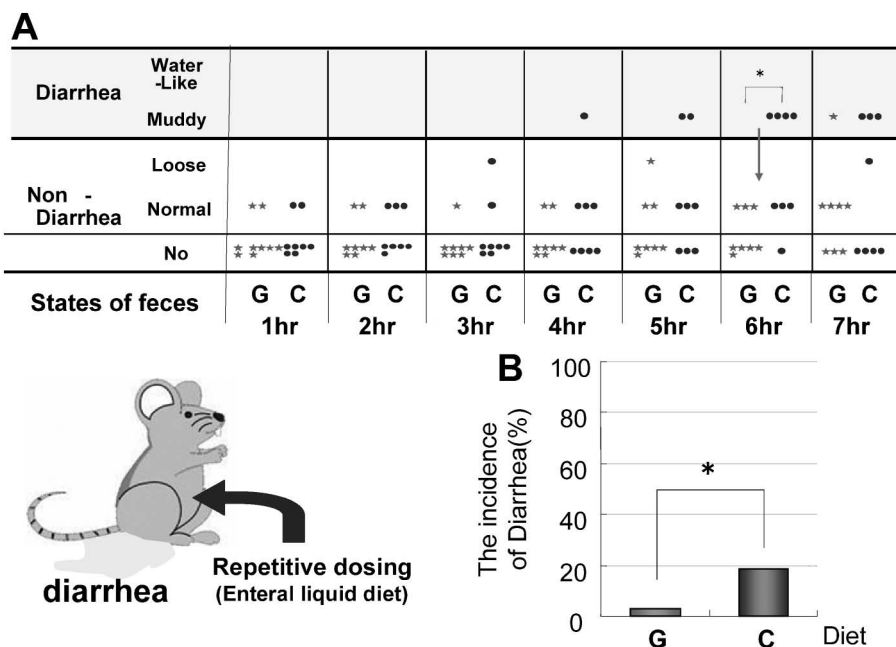 A
Diarrhea
Water
-Like
*
Muddy
Loose
Non -
Diarrhea
Normal
No
States of feces
G C G C G C G C G C G C G C
1hr 2hr 3hr 4hr 5hr 6hr 7hr
diarrhea
Repetitive dosing
(Enteral liquid diet)
B
The incidence
of Diarrhea(%)
100
80
60
40
20
0
*
G C Diet